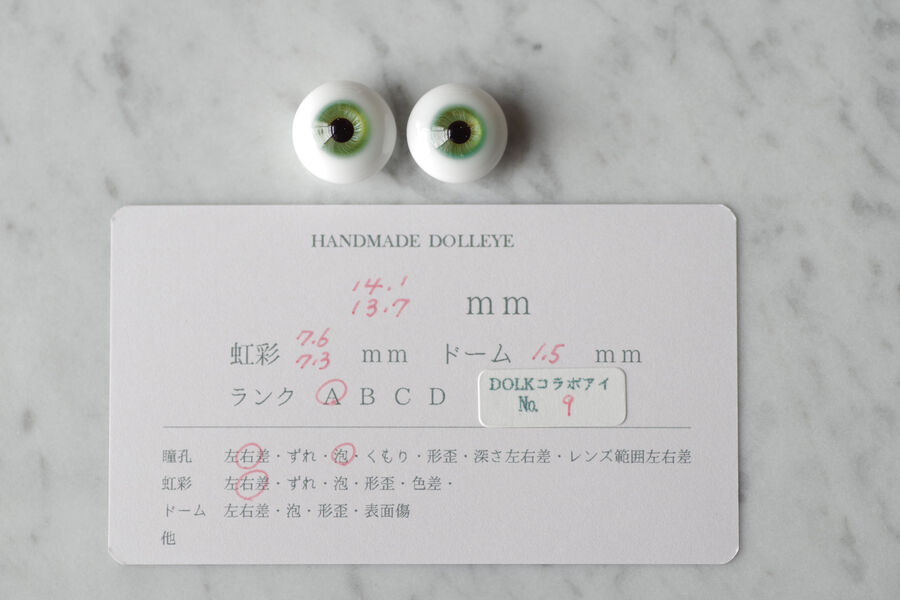 HANDMADE DOLLEYE
14.1
13.7 mm
7.6
虹彩 7.3 mm ドーム 1.5 mm
ランク A B C D
DOLKコラボアイ
No. 9
瞳孔 左右差・ずれ・泡・くもり・形歪・深さ左右差・レンズ範囲左右差
虹彩 左右差・ずれ・泡・形歪・色差・
ドーム 左右差・泡・形歪・表面傷
他